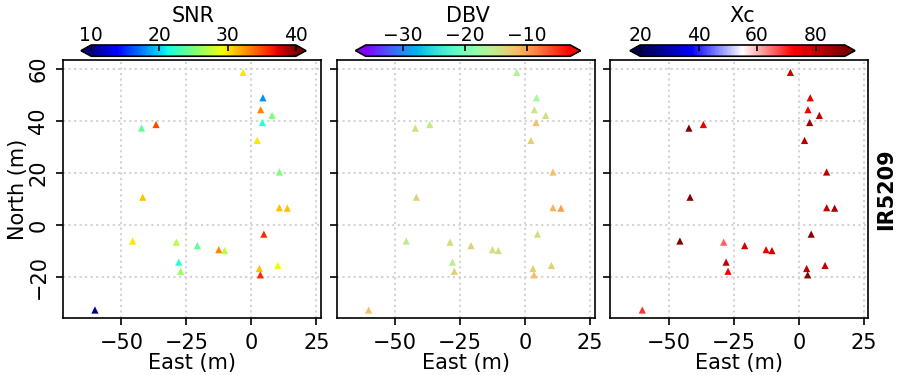 SNR DBV Xc
10 20 30 40 −30 −20 −10 20 40 60 80
60
40
20
0
−20
North (m)
IR5209
−50 −25 0 25 −50 −25 0 25 −50 −25 0 25
East (m) East (m) East (m)